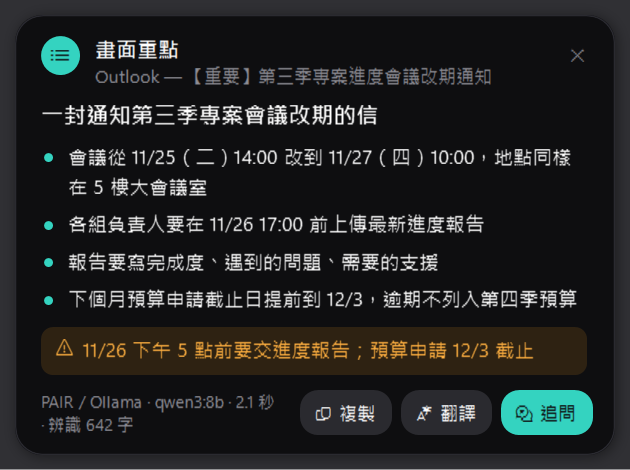 畫面重點
Outlook — 【重要】第三季專案進度會議改期通知
一封通知第三季專案會議改期的信
會議從 11/25（二）14:00 改到 11/27（四）10:00，地點同樣
在 5 樓大會議室
各組負責人要在 11/26 17:00 前上傳最新進度報告
報告要寫完成度、遇到的問題、需要的支援
下個月預算申請截止日提前到 12/3，逾期不列入第四季預算
11/26 下午 5 點前要交進度報告；預算申請 12/3 截止
PAIR / Ollama · qwen3:8b · 2.1 秒
· 辨識 642 字
複製 翻譯 追問